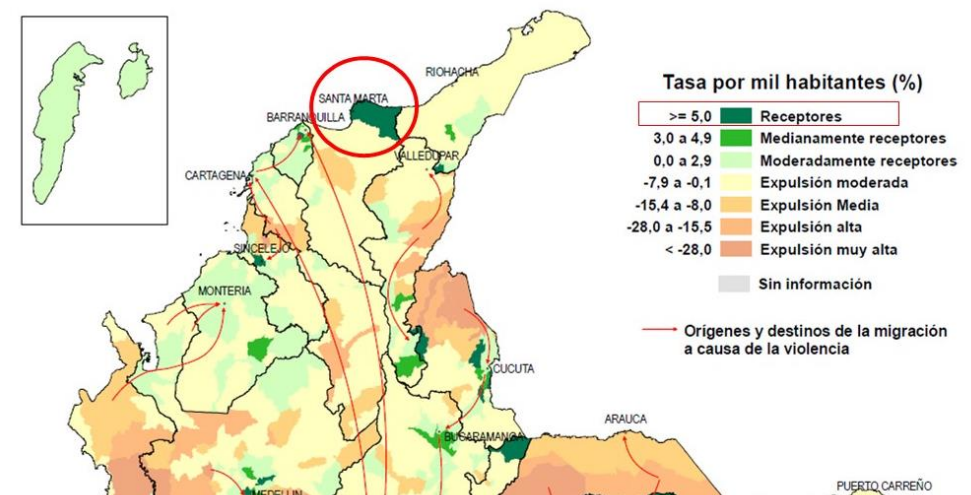 RIOHACHA
SANTA MARTA
BARRANQUILLA
VALLEDUPAR
CARTAGENA
SINCELEJO
MONTERIA
CUCUTA
BUCARAMANGA
ARAUCA
MEDELLIN
PUERTO CARREÑO
Tasa por mil habitantes (%)
>= 5,0 Receptores
3,0 a 4,9 Medianamente receptores
0,0 a 2,9 Moderadamente receptores
-7,9 a -0,1 Expulsión moderada
-15,4 a -8,0 Expulsión Media
-28,0 a -15,5 Expulsión alta
< -28,0 Expulsión muy alta
Sin información
Orígenes y destinos de la migración
a causa de la violencia